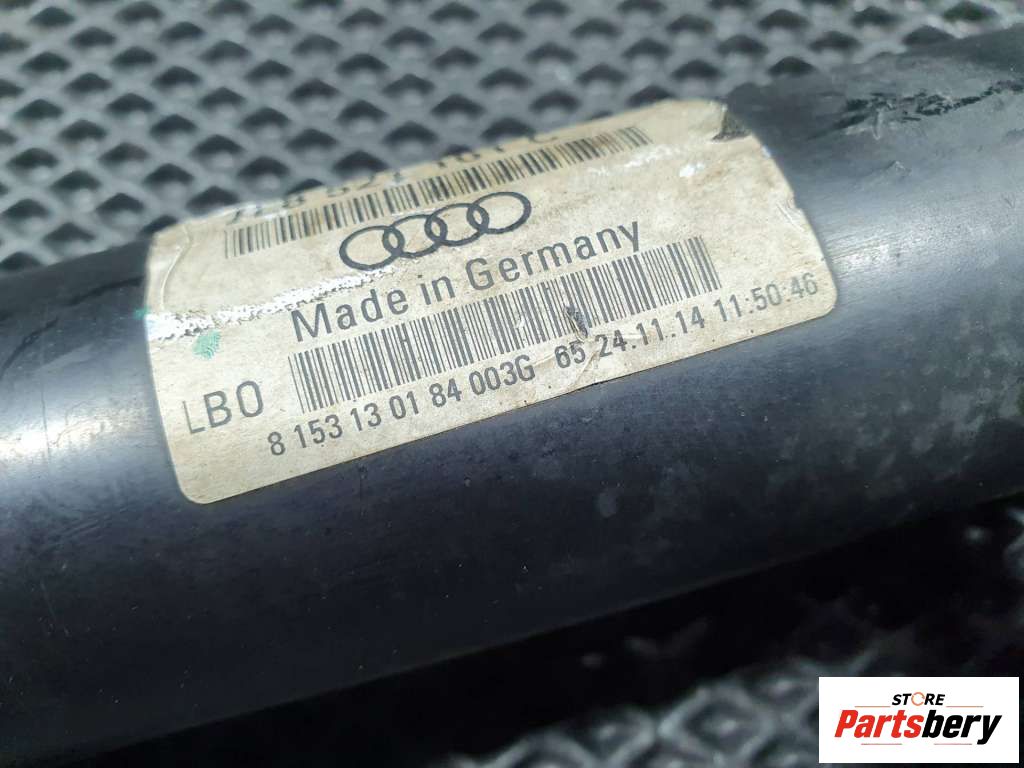 Made in Germany
LBO
8 153 13 01 84 003G 65 24.11.14 11:50:46
STORE
Partsbery